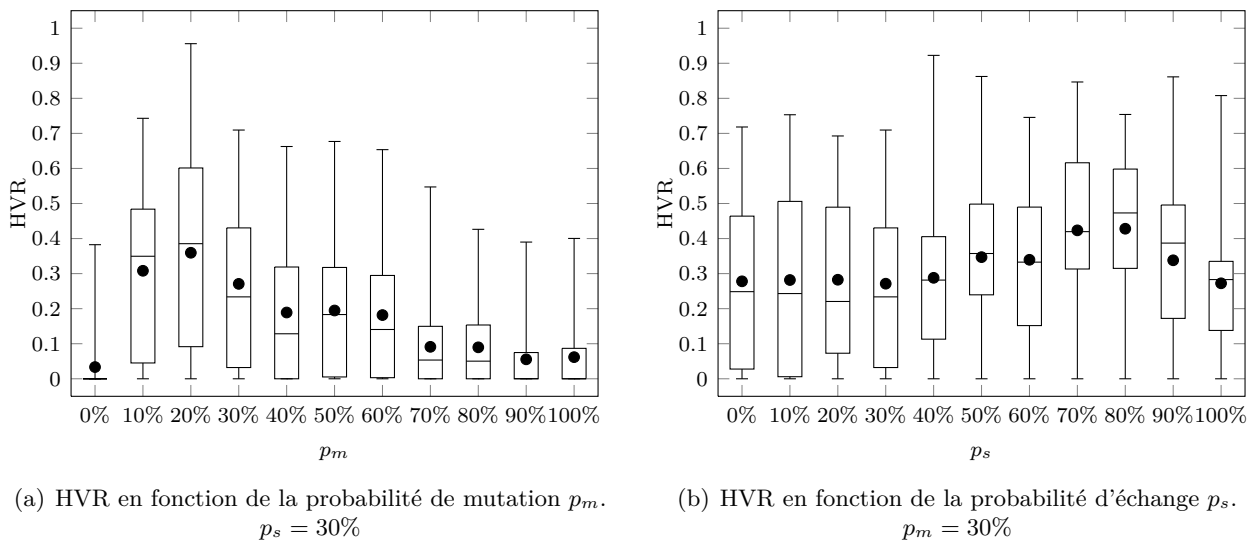 1
0.9
0.8
0.7
0.6
0.5
0.4
0.3
0.2
0.1
0
HVR
0% 10% 20% 30% 40% 50% 60% 70% 80% 90% 100%
p_m
(a) HVR en fonction de la probabilité de mutation p_m.
p_s = 30%
1
0.9
0.8
0.7
0.6
0.5
0.4
0.3
0.2
0.1
0
HVR
0% 10% 20% 30% 40% 50% 60% 70% 80% 90% 100%
p_s
(b) HVR en fonction de la probabilité d'échange p_s.
p_m = 30%